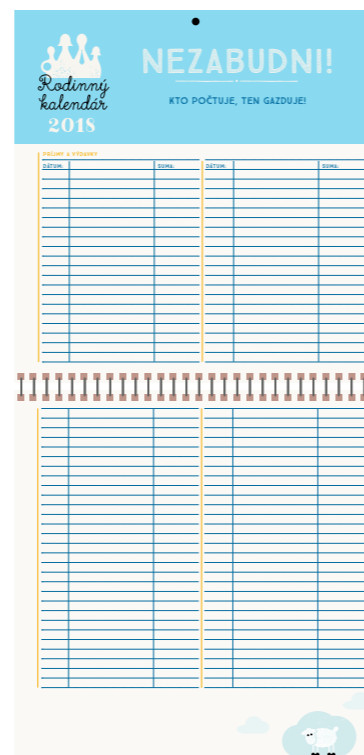 Rodinný
kalendár
2018
NEZABUDNI!
KTO POČTUJE, TEN GAZDUJE!
PRÍJMY A VÝDAVKY
DÁTUM: SUMA: DÁTUM: SUMA: